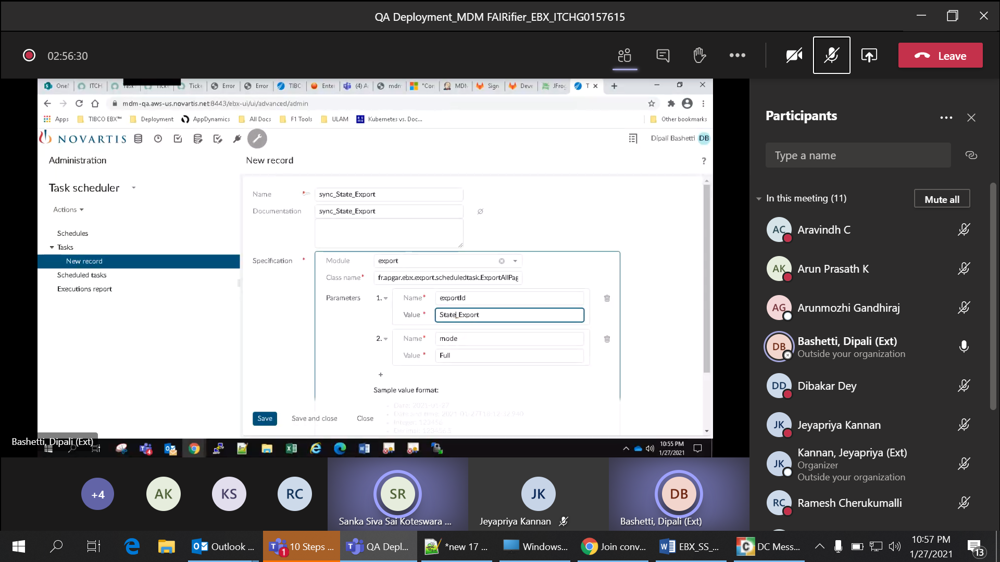 QA Deployment_MDM FAIRifier_EBX_ITCHG0157615
02:56:30
Leave
OneI
ITCH
Ticke
Error
Error
TIBC
Ente
(4) A
mdn
"Con
MDM
Sign
Deve
JFrog
T
mdm-qa.aws-us.novartis.net:8443/ebx-ui/ui/advanced/admin
Apps
TIBCO EBX™
Deployment
AppDynamics
All Docs
F1 Tools
ULAM
Kubernetes vs. Doc...
Other bookmarks
NOVARTIS
Dipali Bashetti DB
Administration
New record
?
Task scheduler
Actions
Schedules
Tasks
New record
Scheduled tasks
Executions report
Name * sync_State_Export
Documentation sync_State_Export
Specification * Module export
Class name* fr.apgar.ebx.export.scheduledtask.ExportAllPag
Parameters 1. Name* exportId
Value * State_Export
2. Name* mode
Value * Full
+
Sample value format:
Date: 2021-01-27
Date and time: 2021-01-27T18:12:52.940
Integer: 123456
Decimal: 123456.5
Save
Save and close
Close
Bashetti, Dipali (Ext)
10:55 PM
1/27/2021
Participants
Type a name
In this meeting (11)
Mute all
AC Aravindh C
AK Arun Prasath K
AG Arunmozhi Gandhiraj
DB Bashetti, Dipali (Ext)
Outside your organization
DD Dibakar Dey
JK Jeyapriya Kannan
JK Kannan, Jeyapriya (Ext)
Organizer
Outside your organization
RC Ramesh Cherukumalli
+4
AK
KS
RC
SR
Sanka Siva Sai Koteswara ...
JK
Jeyapriya Kannan
DB
Bashetti, Dipali (Ext)
Outlook ...
1
10 Steps ...
QA Depl...
*new 17 ...
Windows...
Join conv...
EBX_SS_...
DC Mess...
10:57 PM
1/27/2021
13